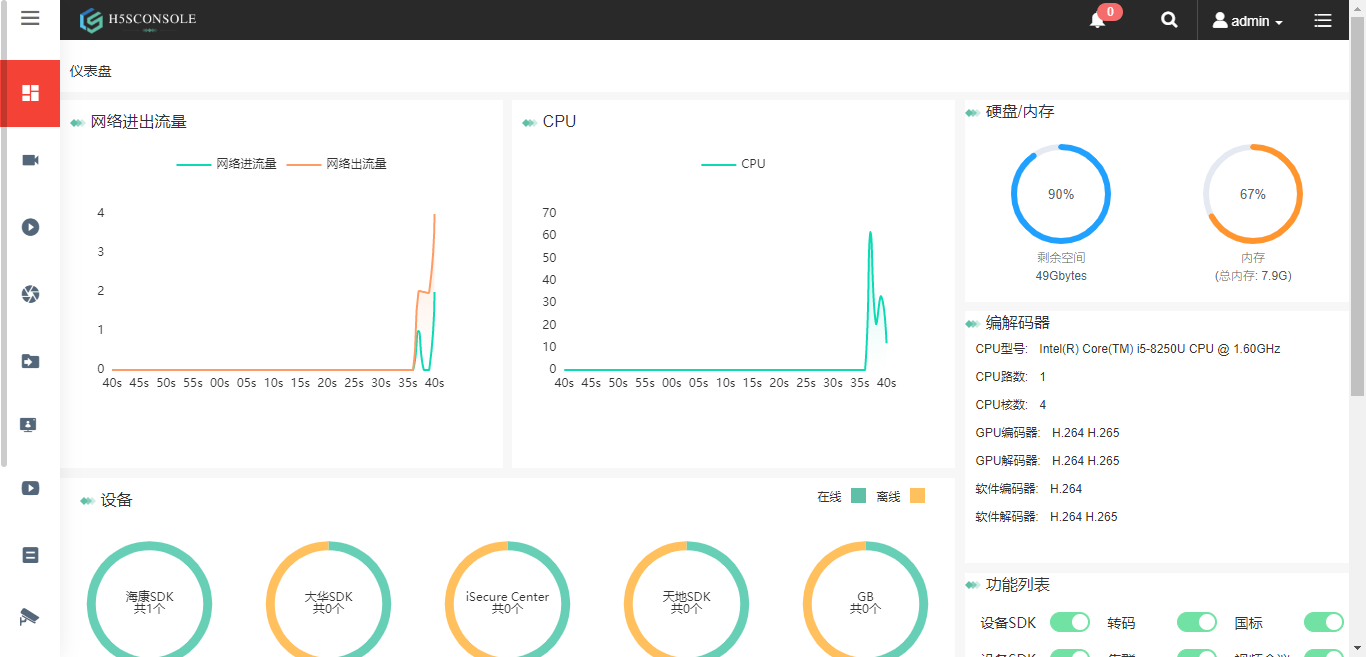 H5SCONSOLE
0
admin
仪表盘
网络进出流量
网络进流量 网络出流量
4
3
2
1
0
40s 45s 50s 55s 00s 05s 10s 15s 20s 25s 30s 35s 40s
CPU
CPU
70
60
50
40
30
20
10
0
40s 45s 50s 55s 00s 05s 10s 15s 20s 25s 30s 35s 40s
硬盘/内存
90% 67%
剩余空间 内存
49Gbytes (总内存: 7.9G)
编解码器
CPU型号: Intel(R) Core(TM) i5-8250U CPU @ 1.60GHz
CPU路数: 1
CPU核数: 4
GPU编码器: H.264 H.265
GPU解码器: H.264 H.265
软件编码器: H.264
软件解码器: H.264 H.265
设备
在线 离线
海康SDK
共1个
大华SDK
共0个
iSecure Center
共0个
天地SDK
共0个
GB
共0个
功能列表
设备SDK 转码 国标